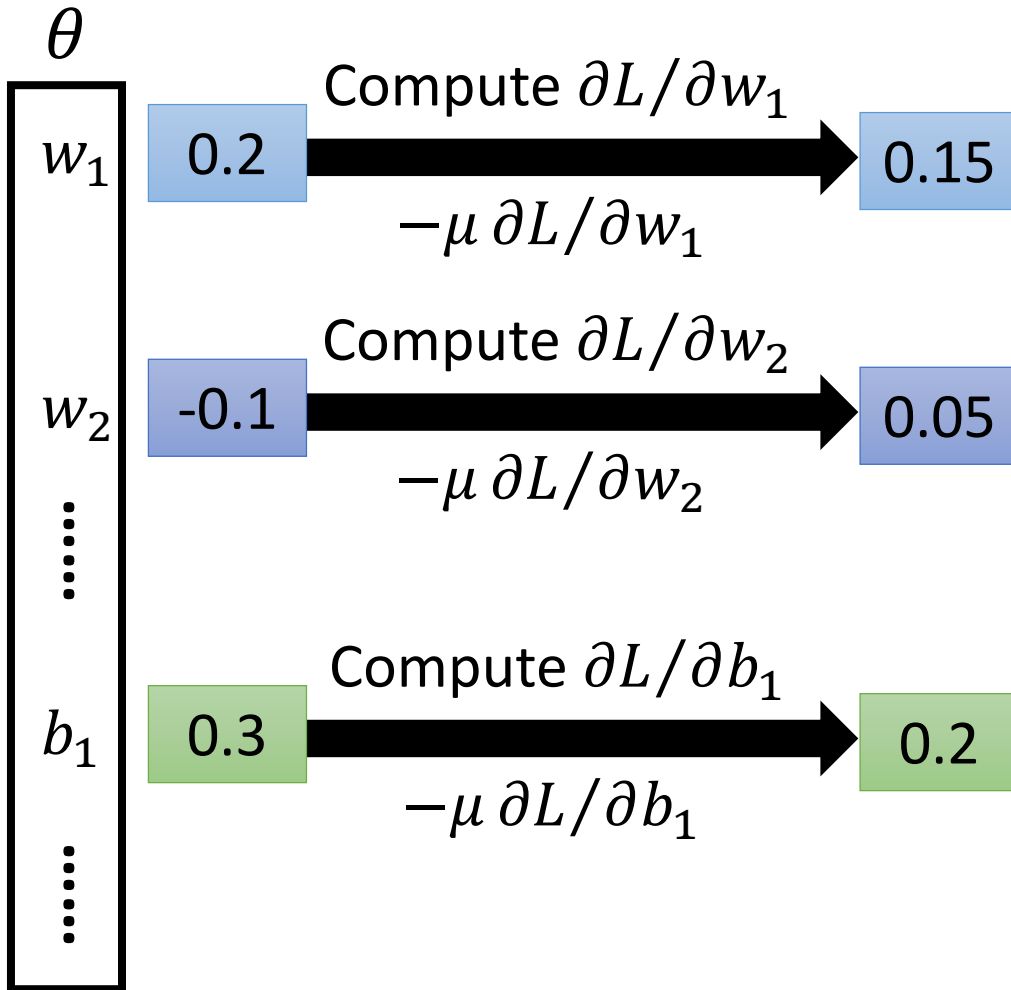 θ
Compute ∂L/∂w₁
w₁ 0.2 0.15
−μ ∂L/∂w₁
Compute ∂L/∂w₂
w₂ -0.1 0.05
−μ ∂L/∂w₂
......
Compute ∂L/∂b₁
b₁ 0.3 0.2
−μ ∂L/∂b₁
......